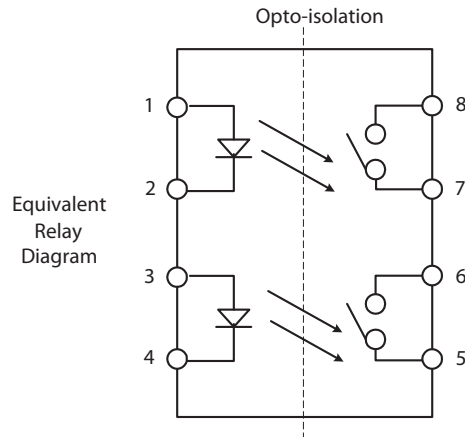 Opto-isolation
1
8
2
7
Equivalent
Relay
Diagram
3
6
4
5